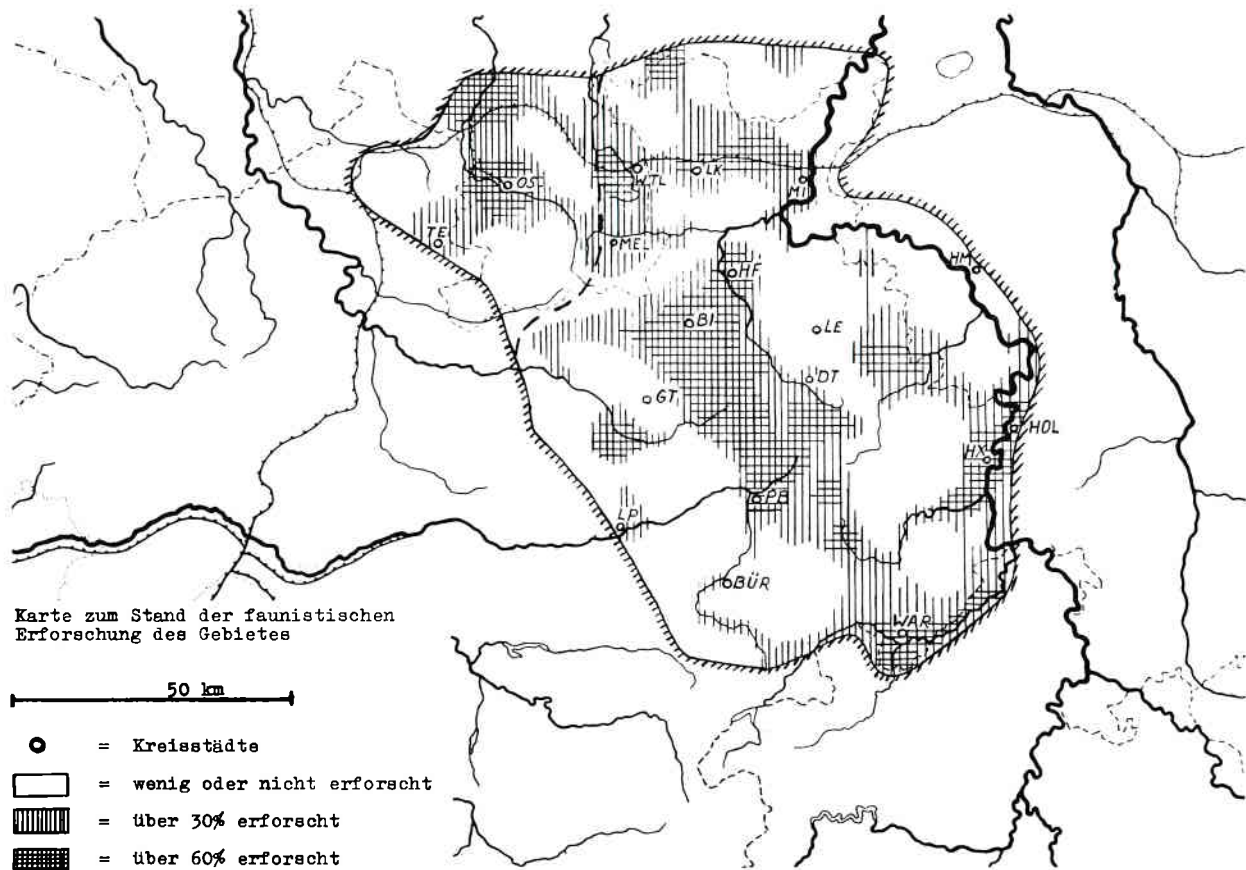 OS
WTL
LK
MI
TE
MEL
HF
HM
BI
LE
DT
GT
HOL
HX
PB
LP
BÜR
WAR
Karte zum Stand der faunistischen
Erforschung des Gebietes
50 km
= Kreisstädte
= wenig oder nicht erforscht
= über 30% erforscht
= über 60% erforscht